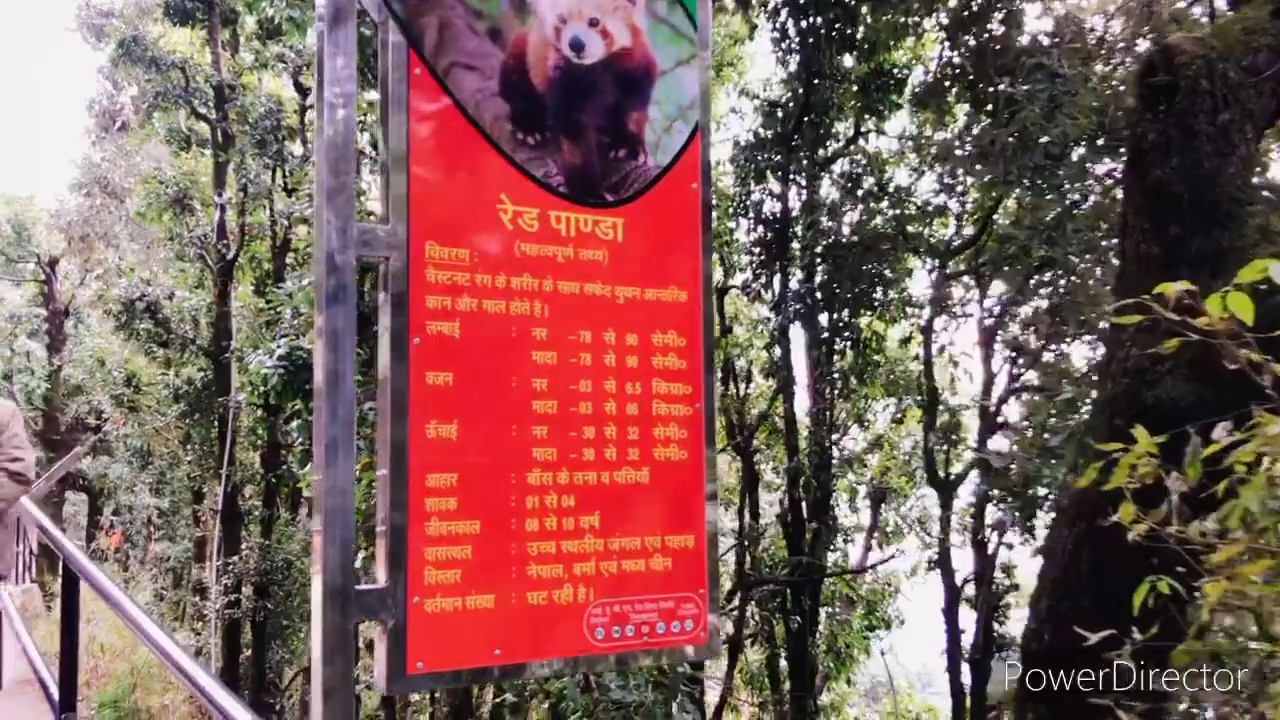 रेड पाण्डा
(महत्वपूर्ण तथ्य)
विवरण :
चेस्टनट रंग के शरीर के साथ सफेद थुथन आन्तरिक
कान और गाल होते है।
लम्बाई : नर – 78 से 90 सेमी०
मादा – 78 से 90 सेमी०
वजन : नर – 03 से 6.5 किग्रा०
मादा – 03 से 06 किग्रा०
ऊँचाई : नर – 30 से 32 सेमी०
मादा – 30 से 32 सेमी०
आहार : बाँस के तना व पत्तियाँ
शावक : 01 से 04
जीवनकाल : 08 से 10 वर्ष
वासस्थल : उच्च स्थलीय जंगल एवं पहाड़
विस्तार : नेपाल, बर्मा एवं मध्य चीन
वर्तमान संख्या : घट रही है।
PowerDirector